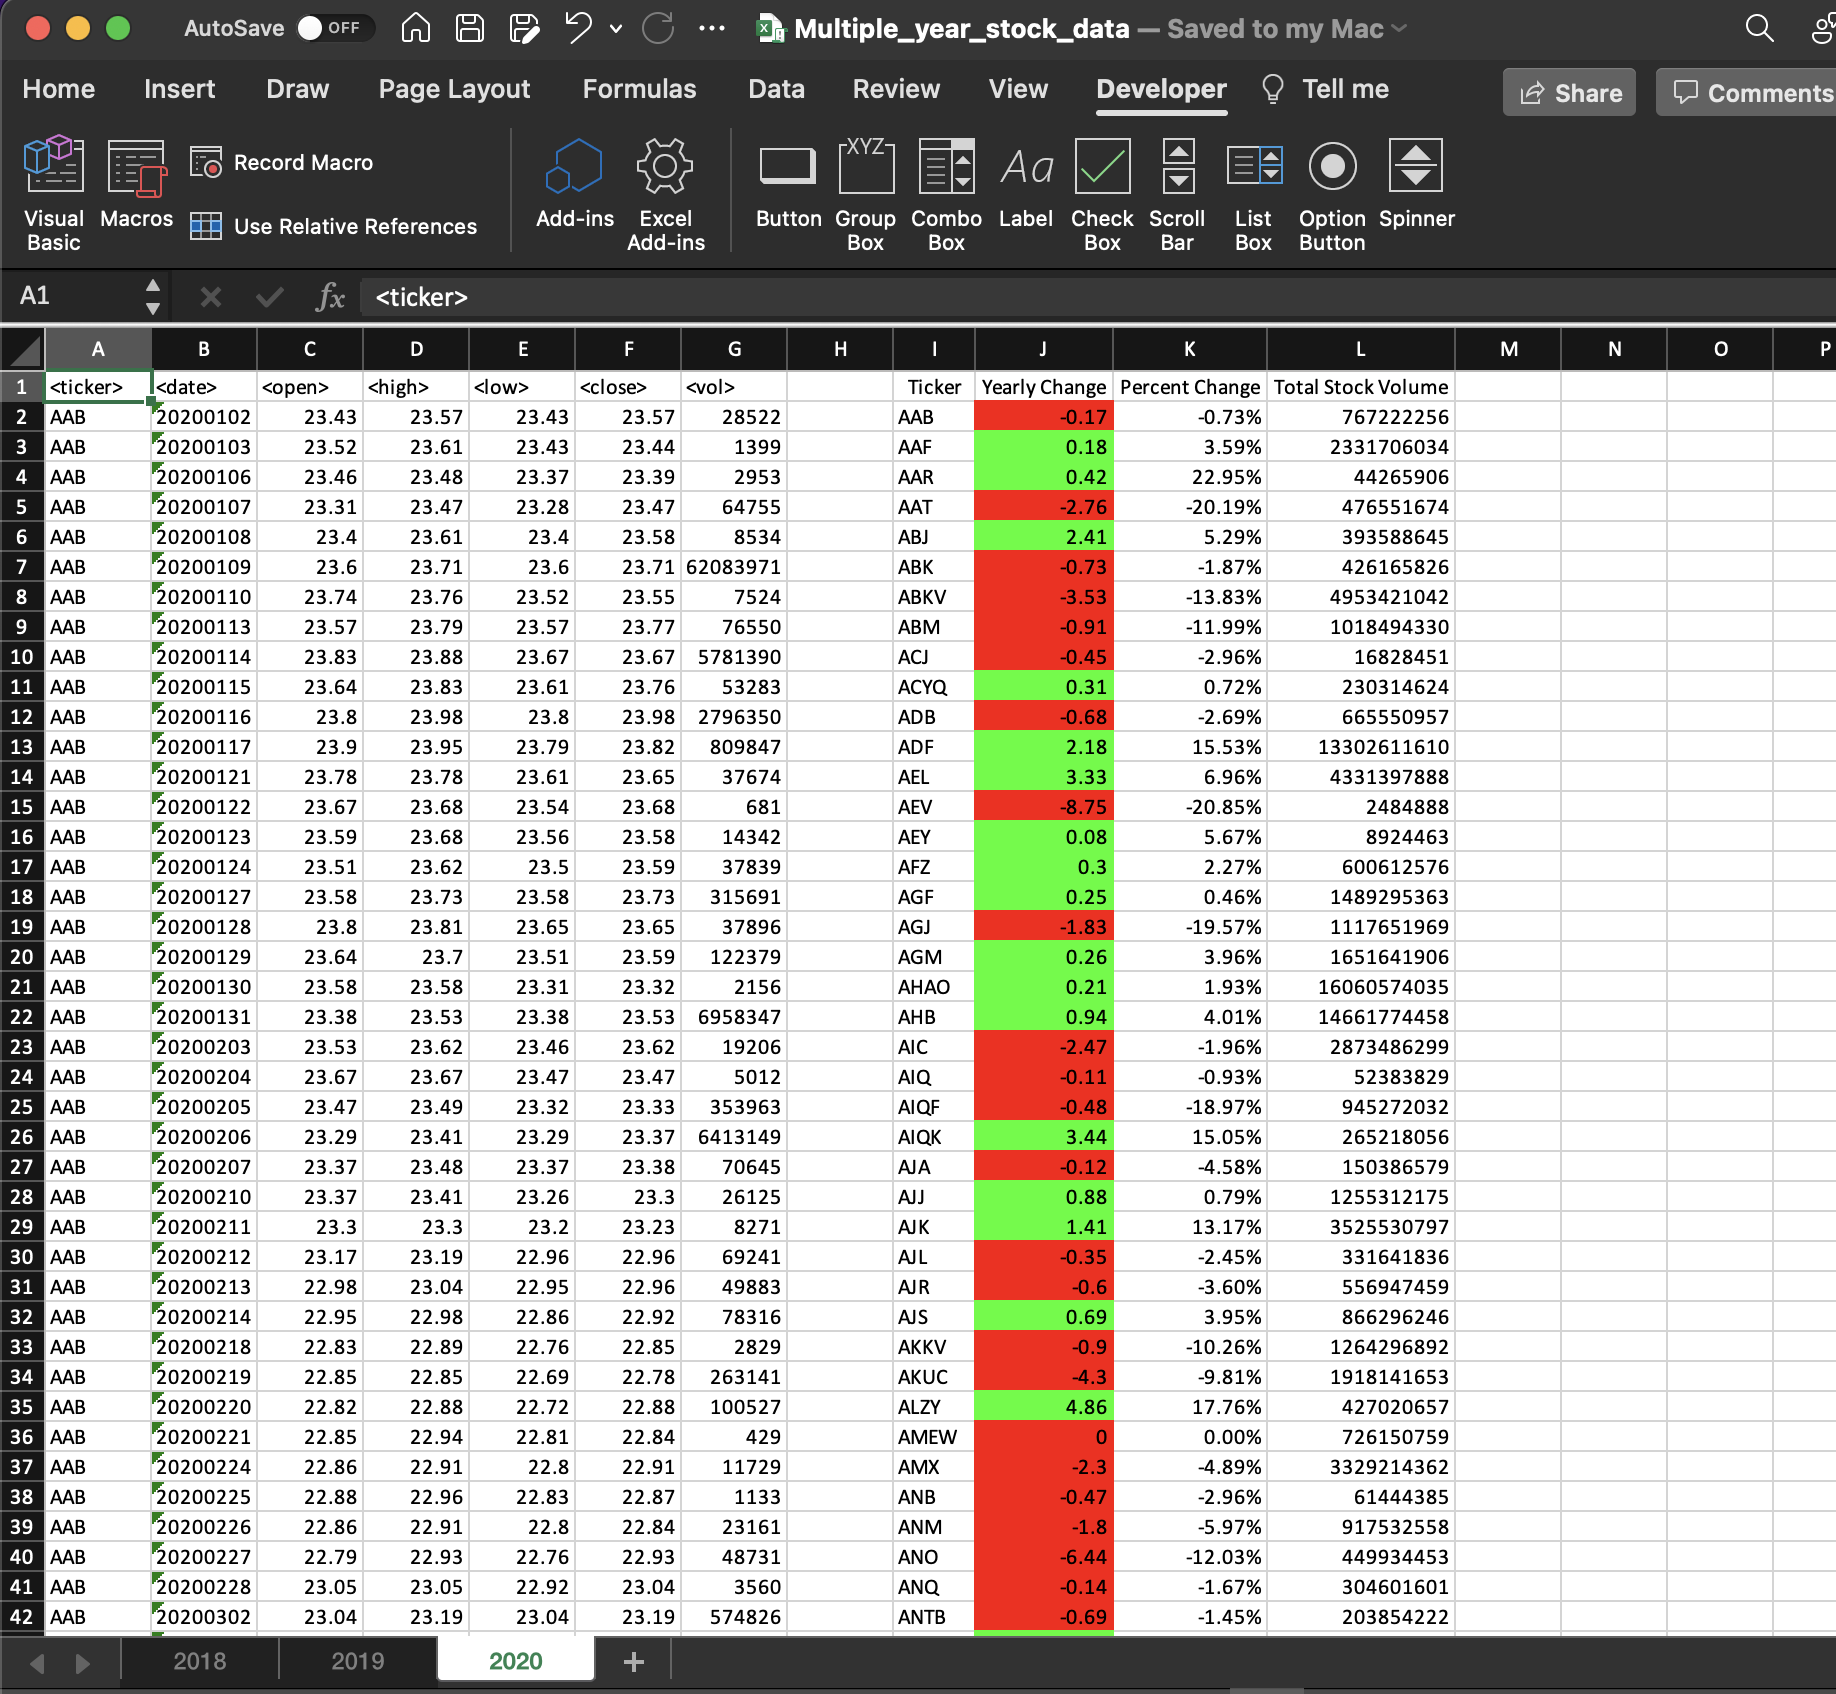 AutoSave OFF Multiple_year_stock_data — Saved to my Mac
Home Insert Draw Page Layout Formulas Data Review View Developer Tell me Share Comments
Visual Basic Macros Record Macro Use Relative References Add-ins Excel Add-ins Button XYZ Group Box Combo Box Aa Label Check Box Scroll Bar List Box Option Button Spinner
A1 fx <ticker>
A B C D E F G H I J K L M N O P
1 <ticker> <date> <open> <high> <low> <close> <vol> Ticker Yearly Change Percent Change Total Stock Volume
2 AAB 20200102 23.43 23.57 23.43 23.57 28522 AAB -0.17 -0.73% 767222256
3 AAB 20200103 23.52 23.61 23.43 23.44 1399 AAF 0.18 3.59% 2331706034
4 AAB 20200106 23.46 23.48 23.37 23.39 2953 AAR 0.42 22.95% 44265906
5 AAB 20200107 23.31 23.47 23.28 23.47 64755 AAT -2.76 -20.19% 476551674
6 AAB 20200108 23.4 23.61 23.4 23.58 8534 ABJ 2.41 5.29% 393588645
7 AAB 20200109 23.6 23.71 23.6 23.71 62083971 ABK -0.73 -1.87% 426165826
8 AAB 20200110 23.74 23.76 23.52 23.55 7524 ABKV -3.53 -13.83% 4953421042
9 AAB 20200113 23.57 23.79 23.57 23.77 76550 ABM -0.91 -11.99% 1018494330
10 AAB 20200114 23.83 23.88 23.67 23.67 5781390 ACJ -0.45 -2.96% 16828451
11 AAB 20200115 23.64 23.83 23.61 23.76 53283 ACYQ 0.31 0.72% 230314624
12 AAB 20200116 23.8 23.98 23.8 23.98 2796350 ADB -0.68 -2.69% 665550957
13 AAB 20200117 23.9 23.95 23.79 23.82 809847 ADF 2.18 15.53% 13302611610
14 AAB 20200121 23.78 23.78 23.61 23.65 37674 AEL 3.33 6.96% 4331397888
15 AAB 20200122 23.67 23.68 23.54 23.68 681 AEV -8.75 -20.85% 2484888
16 AAB 20200123 23.59 23.68 23.56 23.58 14342 AEY 0.08 5.67% 8924463
17 AAB 20200124 23.51 23.62 23.5 23.59 37839 AFZ 0.3 2.27% 600612576
18 AAB 20200127 23.58 23.73 23.58 23.73 315691 AGF 0.25 0.46% 1489295363
19 AAB 20200128 23.8 23.81 23.65 23.65 37896 AGJ -1.83 -19.57% 1117651969
20 AAB 20200129 23.64 23.7 23.51 23.59 122379 AGM 0.26 3.96% 1651641906
21 AAB 20200130 23.58 23.58 23.31 23.32 2156 AHAO 0.21 1.93% 16060574035
22 AAB 20200131 23.38 23.53 23.38 23.53 6958347 AHB 0.94 4.01% 14661774458
23 AAB 20200203 23.53 23.62 23.46 23.62 19206 AIC -2.47 -1.96% 2873486299
24 AAB 20200204 23.67 23.67 23.47 23.47 5012 AIQ -0.11 -0.93% 52383829
25 AAB 20200205 23.47 23.49 23.32 23.33 353963 AIQF -0.48 -18.97% 945272032
26 AAB 20200206 23.29 23.41 23.29 23.37 6413149 AIQK 3.44 15.05% 265218056
27 AAB 20200207 23.37 23.48 23.37 23.38 70645 AJA -0.12 -4.58% 150386579
28 AAB 20200210 23.37 23.41 23.26 23.3 26125 AJJ 0.88 0.79% 1255312175
29 AAB 20200211 23.3 23.3 23.2 23.23 8271 AJK 1.41 13.17% 3525530797
30 AAB 20200212 23.17 23.19 22.96 22.96 69241 AJL -0.35 -2.45% 331641836
31 AAB 20200213 22.98 23.04 22.95 22.96 49883 AJR -0.6 -3.60% 556947459
32 AAB 20200214 22.95 22.98 22.86 22.92 78316 AJS 0.69 3.95% 866296246
33 AAB 20200218 22.83 22.89 22.76 22.85 2829 AKKV -0.9 -10.26% 1264296892
34 AAB 20200219 22.85 22.85 22.69 22.78 263141 AKUC -4.3 -9.81% 1918141653
35 AAB 20200220 22.82 22.88 22.72 22.88 100527 ALZY 4.86 17.76% 427020657
36 AAB 20200221 22.85 22.94 22.81 22.84 429 AMEW 0 0.00% 726150759
37 AAB 20200224 22.86 22.91 22.8 22.91 11729 AMX -2.3 -4.89% 3329214362
38 AAB 20200225 22.88 22.96 22.83 22.87 1133 ANB -0.47 -2.96% 61444385
39 AAB 20200226 22.86 22.91 22.8 22.84 23161 ANM -1.8 -5.97% 917532558
40 AAB 20200227 22.79 22.93 22.76 22.93 48731 ANO -6.44 -12.03% 449934453
41 AAB 20200228 23.05 23.05 22.92 23.04 3560 ANQ -0.14 -1.67% 304601601
42 AAB 20200302 23.04 23.19 23.04 23.19 574826 ANTB -0.69 -1.45% 203854222
2018 2019 2020 +